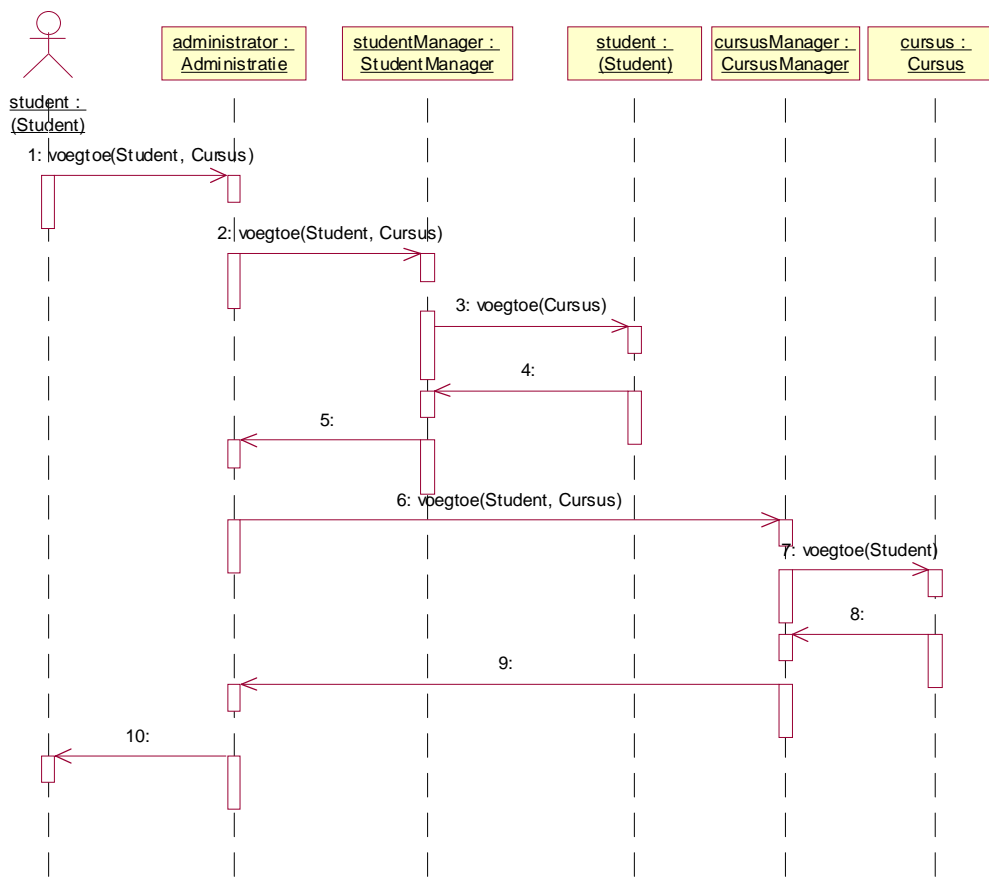 administrator :
Administratie
studentManager :
StudentManager
student :
(Student)
cursusManager :
CursusManager
cursus :
Cursus
student :
(Student)
1: voegtoe(Student, Cursus)
2: voegtoe(Student, Cursus)
3: voegtoe(Cursus)
4:
5:
6: voegtoe(Student, Cursus)
7: voegtoe(Student)
8:
9:
10: